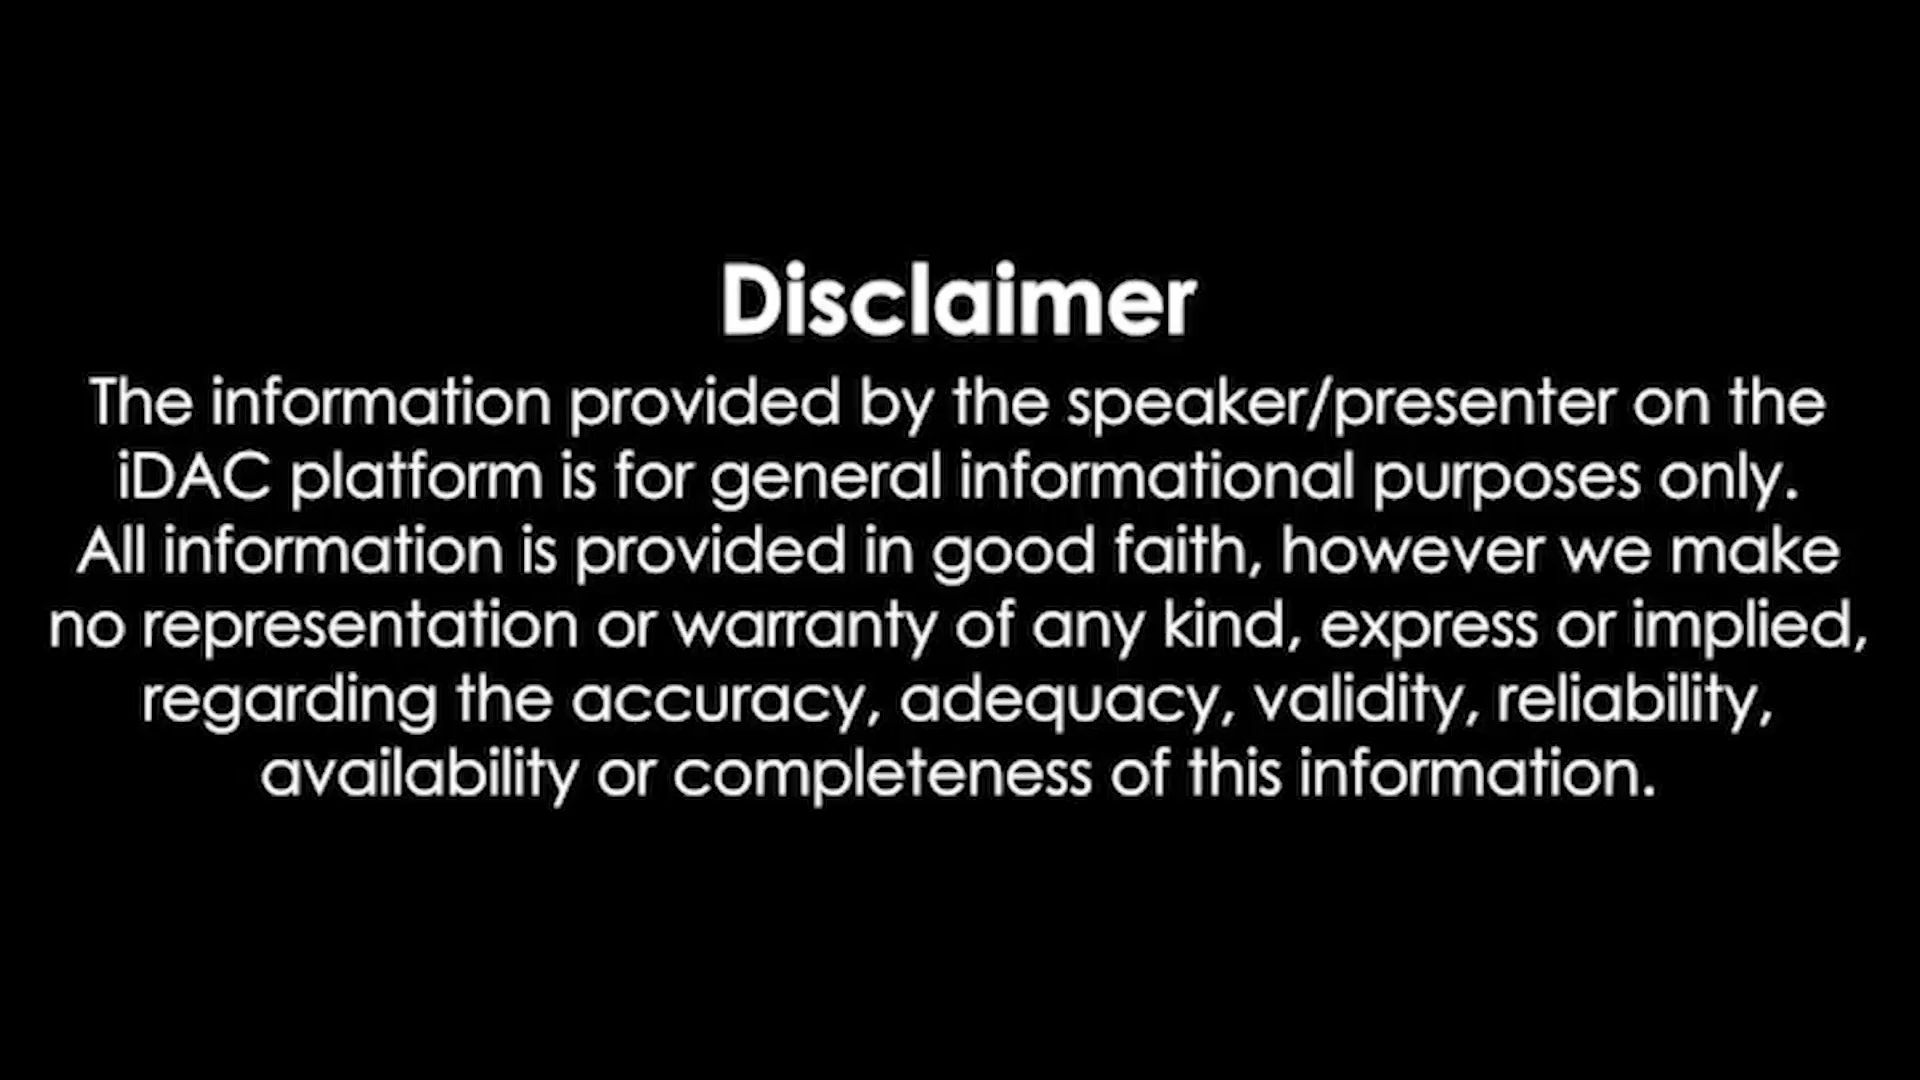 Disclaimer
The information provided by the speaker/presenter on the
iDAC platform is for general informational purposes only.
All information is provided in good faith, however we make
no representation or warranty of any kind, express or implied,
regarding the accuracy, adequacy, validity, reliability,
availability or completeness of this information.